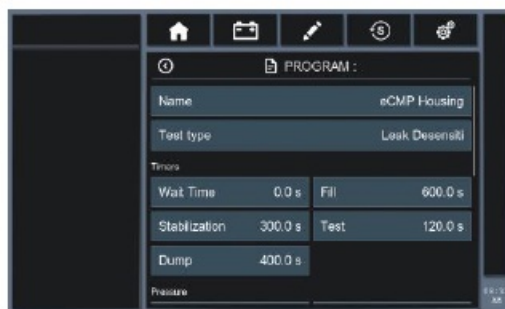 PROGRAM :
Name eCMP Housing
Test type Leak Desensiti
Timers
Wait Time 0.0 s Fill 600.0 s
Stabilization 300.0 s Test 120.0 s
Dump 400.0 s
Pressure